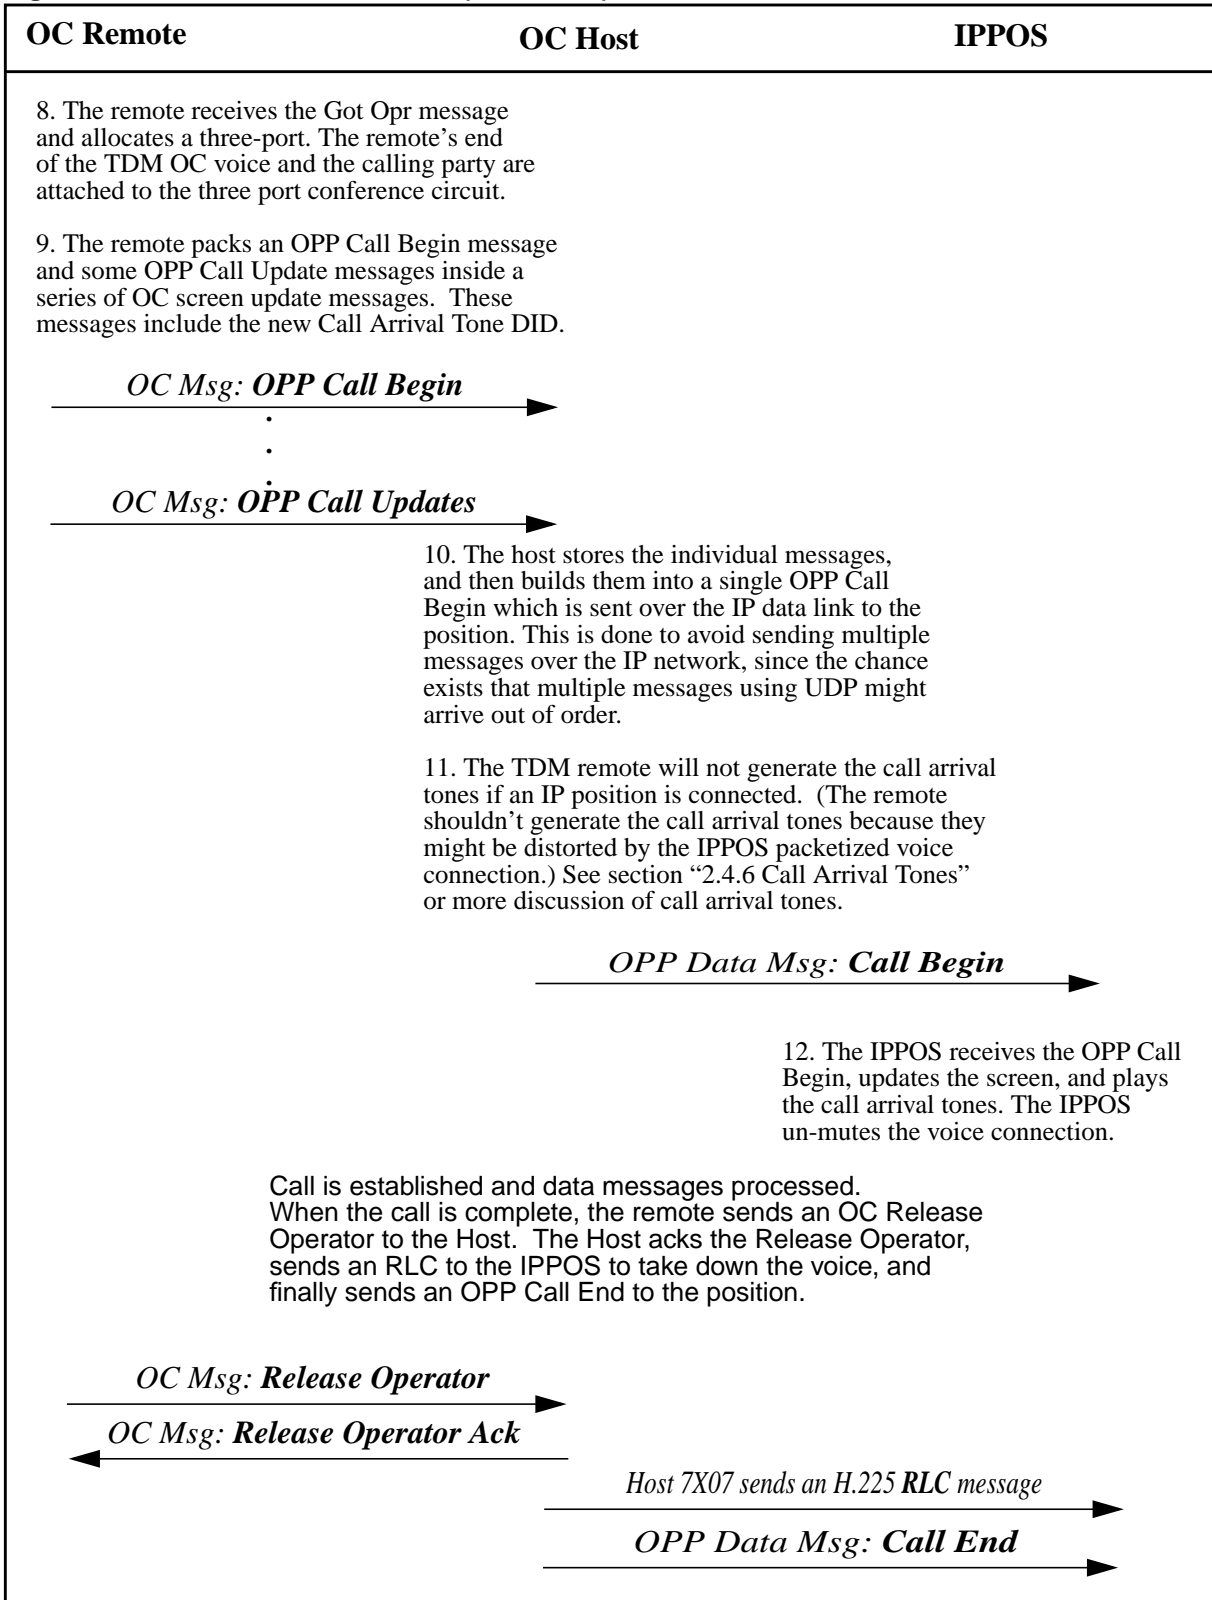 OC Remote
OC Host
IPPOS
8. The remote receives the Got Opr message
and allocates a three-port. The remote’s end
of the TDM OC voice and the calling party are
attached to the three port conference circuit.
9. The remote packs an OPP Call Begin message
and some OPP Call Update messages inside a
series of OC screen update messages.  These
messages include the new Call Arrival Tone DID.
OC Msg: OPP Call Begin
.
.
.
OC Msg: OPP Call Updates
10. The host stores the individual messages,
and then builds them into a single OPP Call
Begin which is sent over the IP data link to the
position. This is done to avoid sending multiple
messages over the IP network, since the chance
exists that multiple messages using UDP might
arrive out of order.
11. The TDM remote will not generate the call arrival
tones if an IP position is connected.  (The remote
shouldn’t generate the call arrival tones because they
might be distorted by the IPPOS packetized voice
connection.) See section “2.4.6 Call Arrival Tones”
or more discussion of call arrival tones.
OPP Data Msg: Call Begin
12. The IPPOS receives the OPP Call
Begin, updates the screen, and plays
the call arrival tones. The IPPOS
un-mutes the voice connection.
Call is established and data messages processed.
When the call is complete, the remote sends an OC Release
Operator to the Host.  The Host acks the Release Operator,
sends an RLC to the IPPOS to take down the voice, and
finally sends an OPP Call End to the position.
OC Msg: Release Operator
OC Msg: Release Operator Ack
Host 7X07 sends an H.225 RLC message
OPP Data Msg: Call End